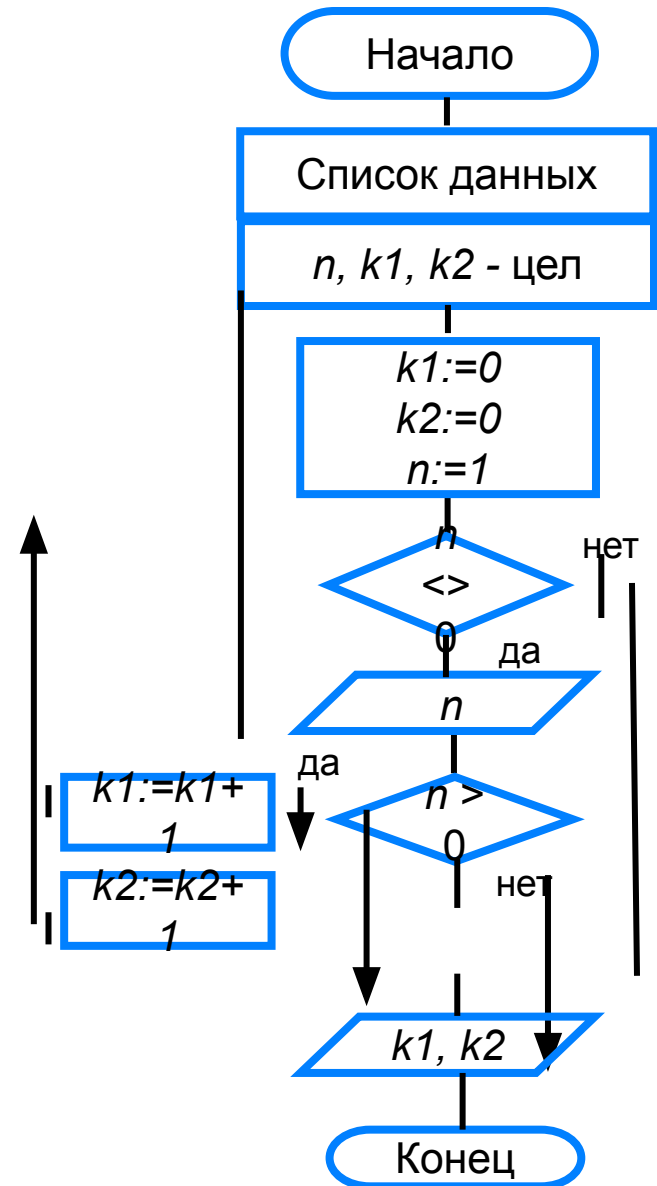 Начало
Список данных
n, k1, k2 - цел
k1:=0
k2:=0
n:=1
n
<>
0
нет
да
n
да
n >
0
k1:=k1+
1
k2:=k2+
1
нет
k1, k2
Конец